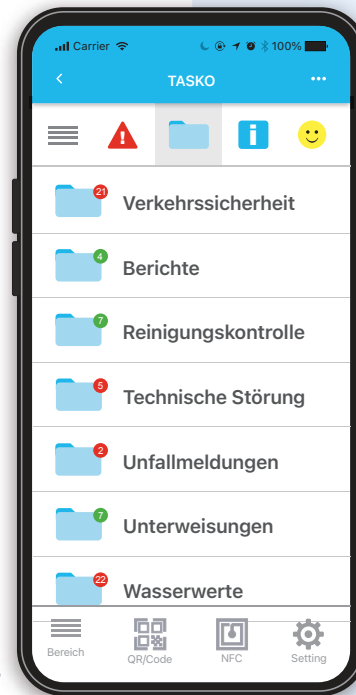 Carrier 100%
TASKO
21
Verkehrssicherheit
4
Berichte
7
Reinigungskontrolle
5
Technische Störung
2
Unfallmeldungen
7
Unterweisungen
22
Wasserwerte
Bereich QR/Code NFC Setting